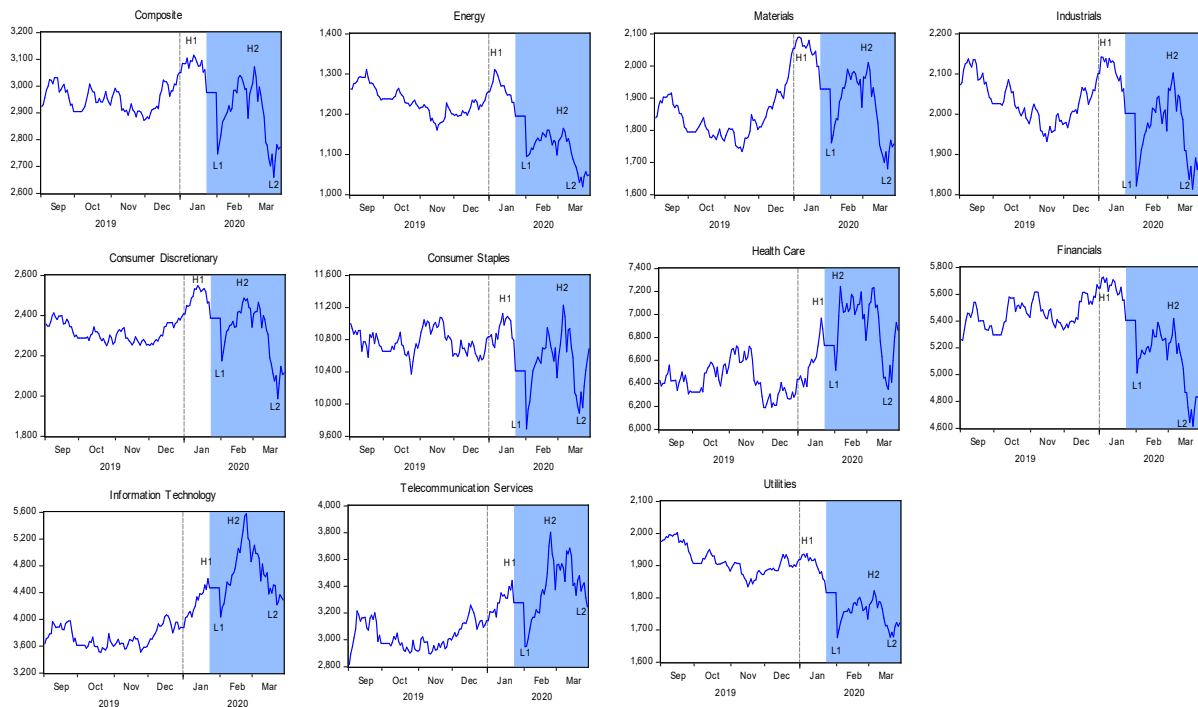 Composite
3,200
3,100
3,000
2,900
2,800
2,700
2,600
H1
H2
L1
L2
Sep Oct Nov Dec Jan Feb Mar
2019 2020
Energy
1,400
1,300
1,200
1,100
1,000
H1
H2
L1
L2
Sep Oct Nov Dec Jan Feb Mar
2019 2020
Materials
2,100
2,000
1,900
1,800
1,700
1,600
H1
H2
L1
L2
Sep Oct Nov Dec Jan Feb Mar
2019 2020
Industrials
2,200
2,100
2,000
1,900
1,800
H1
H2
L1
L2
Sep Oct Nov Dec Jan Feb Mar
2019 2020
Consumer Discretionary
2,600
2,400
2,200
2,000
1,800
H1
H2
L1
L2
Sep Oct Nov Dec Jan Feb Mar
2019 2020
Consumer Staples
11,600
11,200
10,800
10,400
10,000
9,600
H1
H2
L1
L2
Sep Oct Nov Dec Jan Feb Mar
2019 2020
Health Care
7,400
7,200
7,000
6,800
6,600
6,400
6,200
6,000
H1
H2
L1
L2
Sep Oct Nov Dec Jan Feb Mar
2019 2020
Financials
5,800
5,600
5,400
5,200
5,000
4,800
4,600
H1
H2
L1
L2
Sep Oct Nov Dec Jan Feb Mar
2019 2020
Information Technology
5,600
5,200
4,800
4,400
4,000
3,600
3,200
H1
H2
L1
L2
Sep Oct Nov Dec Jan Feb Mar
2019 2020
Telecommunication Services
4,000
3,800
3,600
3,400
3,200
3,000
2,800
H1
H2
L1
L2
Sep Oct Nov Dec Jan Feb Mar
2019 2020
Utilities
2,100
2,000
1,900
1,800
1,700
1,600
H1
H2
L1
L2
Sep Oct Nov Dec Jan Feb Mar
2019 2020